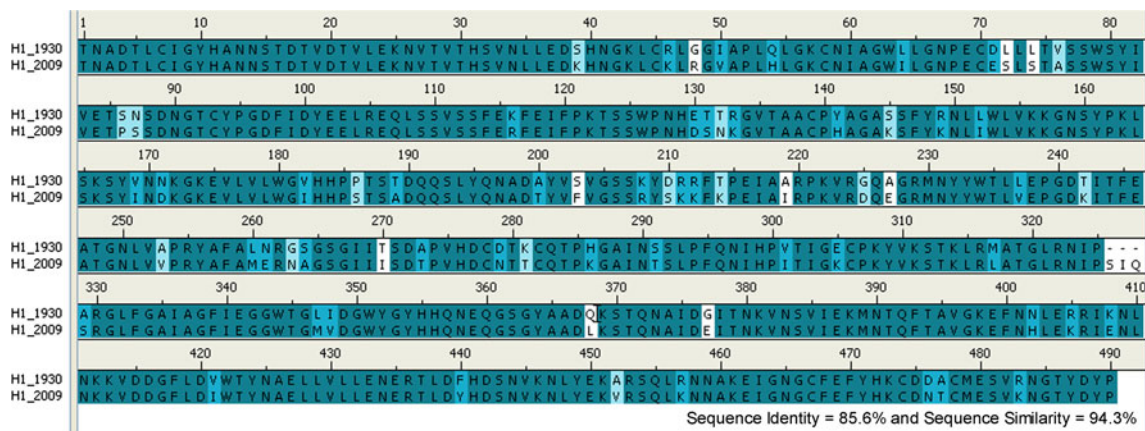 1 10 20 30 40 50 60 70 80
H1_1930 TNADTLCIGYHANNSTDTVDTVLEKNVTVTHSVNLLEDSHNGKLCRLGGIAPLQLGKCNIAGWLLGNPECDLLLTVSSWSYI
H1_2009 TNADTLCIGYHANNSTDTVDTVLEKNVTVTHSVNLLEDKHNGKLCKLRGVAPLHLGKCNIAGWILGNPECESLSTASSWSYI
90 100 110 120 130 140 150 160
H1_1930 VETSNSDNGTCYPGDFIDYEELREQLSSVSSFEKFEIFPKTSSWPNHETTRGVTAACPYAGASSFYRNLLWLVKKGNSYPKL
H1_2009 VETPSSDNGTCYPGDFIDYEELREQLSSVSSFERFEIFPKTSSWPNHDSNKGVTAACPHAGAKSFYKNLIWLVKKGNSYPKL
170 180 190 200 210 220 230 240
H1_1930 SKSYVNNKGKEVLVLWGVHHPPTSTDQQSLYQNADAYVSVGSSKYDRRFTPEIAARPKVRGQAGRMNYYWTLLEPGDTITFE
H1_2009 SKSYINDKGKEVLVLWGIHHPSTSADQQSLYQNADTYVFVGSSRYSKKFKPEIAIRPKVRDQEGRMNYYWTLVEPGDKITFE
250 260 270 280 290 300 310 320
H1_1930 ATGNLVAPRYAFALNRGSGSGIITSDAPVHDCDTKCQTPHGAINSSLPFQNIHPVTIGECPKYVKSTKLRMATGLRNIP---
H1_2009 ATGNLVVPRYAFAMERNAGSGIIISDTPVHDCNTTCQTPKGAINTSLPFQNIHPITIGKCPKYVKSTKLRLATGLRNIPSIQ
330 340 350 360 370 380 390 400 410
H1_1930 ARGLFGAIAGFIEGGWTGLIDGWYGYHHQNEQGSGYAADQKSTQNAIDGITNKVNSVIEKMNTQFTAVGKEFNNLERRIKNL
H1_2009 SRGLFGAIAGFIEGGWTGMVDGWYGYHHQNEQGSGYAADLKSTQNAIDEITNKVNSVIEKMNTQFTAVGKEFNHLEKRIENL
420 430 440 450 460 470 480 490
H1_1930 NKKVDDGFLDVWTYNAELLVLLENERTLDFHDSNVKNLYEKARSQLRNNAKEIGNGCFEFYHKCDDACMESVRNGTYDYP
H1_2009 NKKVDDGFLDIWTYNAELLVLLENERTLDYHDSNVKNLYEKVRSQLKNNAKEIGNGCFEFYHKCDNTCMESVKNGTYDYP
Sequence Identity = 85.6% and Sequence Similarity = 94.3%